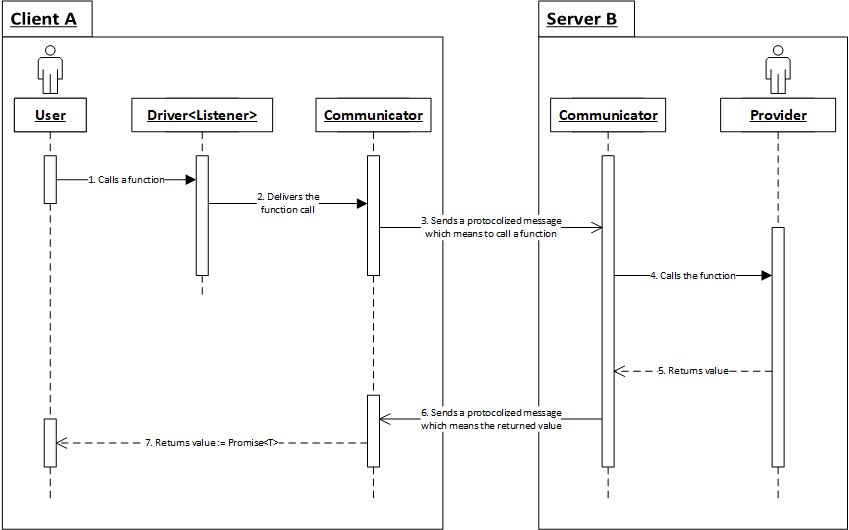 Client A
Server B
User
Driver<Listener>
Communicator
Communicator
Provider
1. Calls a function
2. Delivers the
function call
3. Sends a protocolized message
which means to call a function
4. Calls the function
5. Returns value
6. Sends a protocolized message
which means the returned value
7. Returns value := Promise<T>